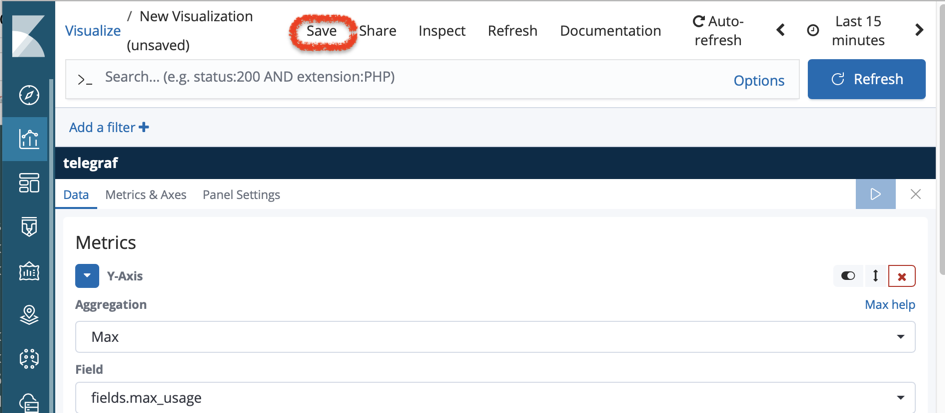 Visualize / New Visualization (unsaved)
Save Share Inspect Refresh Documentation Auto-refresh Last 15 minutes
>_ Search... (e.g. status:200 AND extension:PHP) Options Refresh
Add a filter +
telegraf
Data Metrics & Axes Panel Settings
Metrics
Y-Axis
Aggregation Max help
Max
Field
fields.max_usage